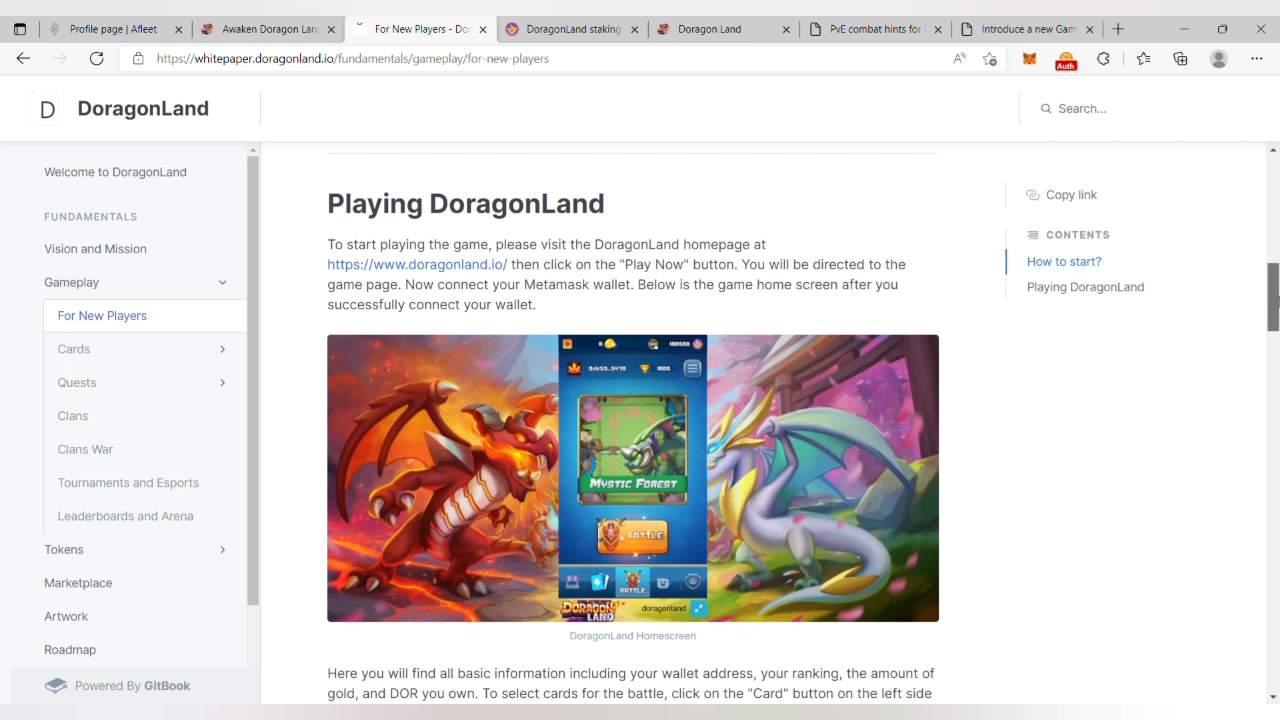 Profile page | Afleet
Awaken Dragon Lan
For New Players - Do
DoragonLand staking
Dragon Land
PvE combat hints for
Introduce a new Gam
https://whitepaper.doragonland.io/fundamentals/gameplay/for-new-players
Auth
D DoragonLand
Search...
Welcome to DoragonLand
FUNDAMENTALS
Vision and Mission
Gameplay
For New Players
Cards
Quests
Clans
Clans War
Tournaments and Esports
Leaderboards and Arena
Tokens
Marketplace
Artwork
Roadmap
Powered By GitBook
Playing DoragonLand
To start playing the game, please visit the DoragonLand homepage at
https://www.doragonland.io/ then click on the "Play Now" button. You will be directed to the
game page. Now connect your Metamask wallet. Below is the game home screen after you
successfully connect your wallet.
0
MYSTIC FOREST
BATTLE
BATTLE
DORAGON LAND
doragonland
DoragonLand Homescreen
Here you will find all basic information including your wallet address, your ranking, the amount of
gold, and DOR you own. To select cards for the battle, click on the "Card" button on the left side
Copy link
CONTENTS
How to start?
Playing DoragonLand